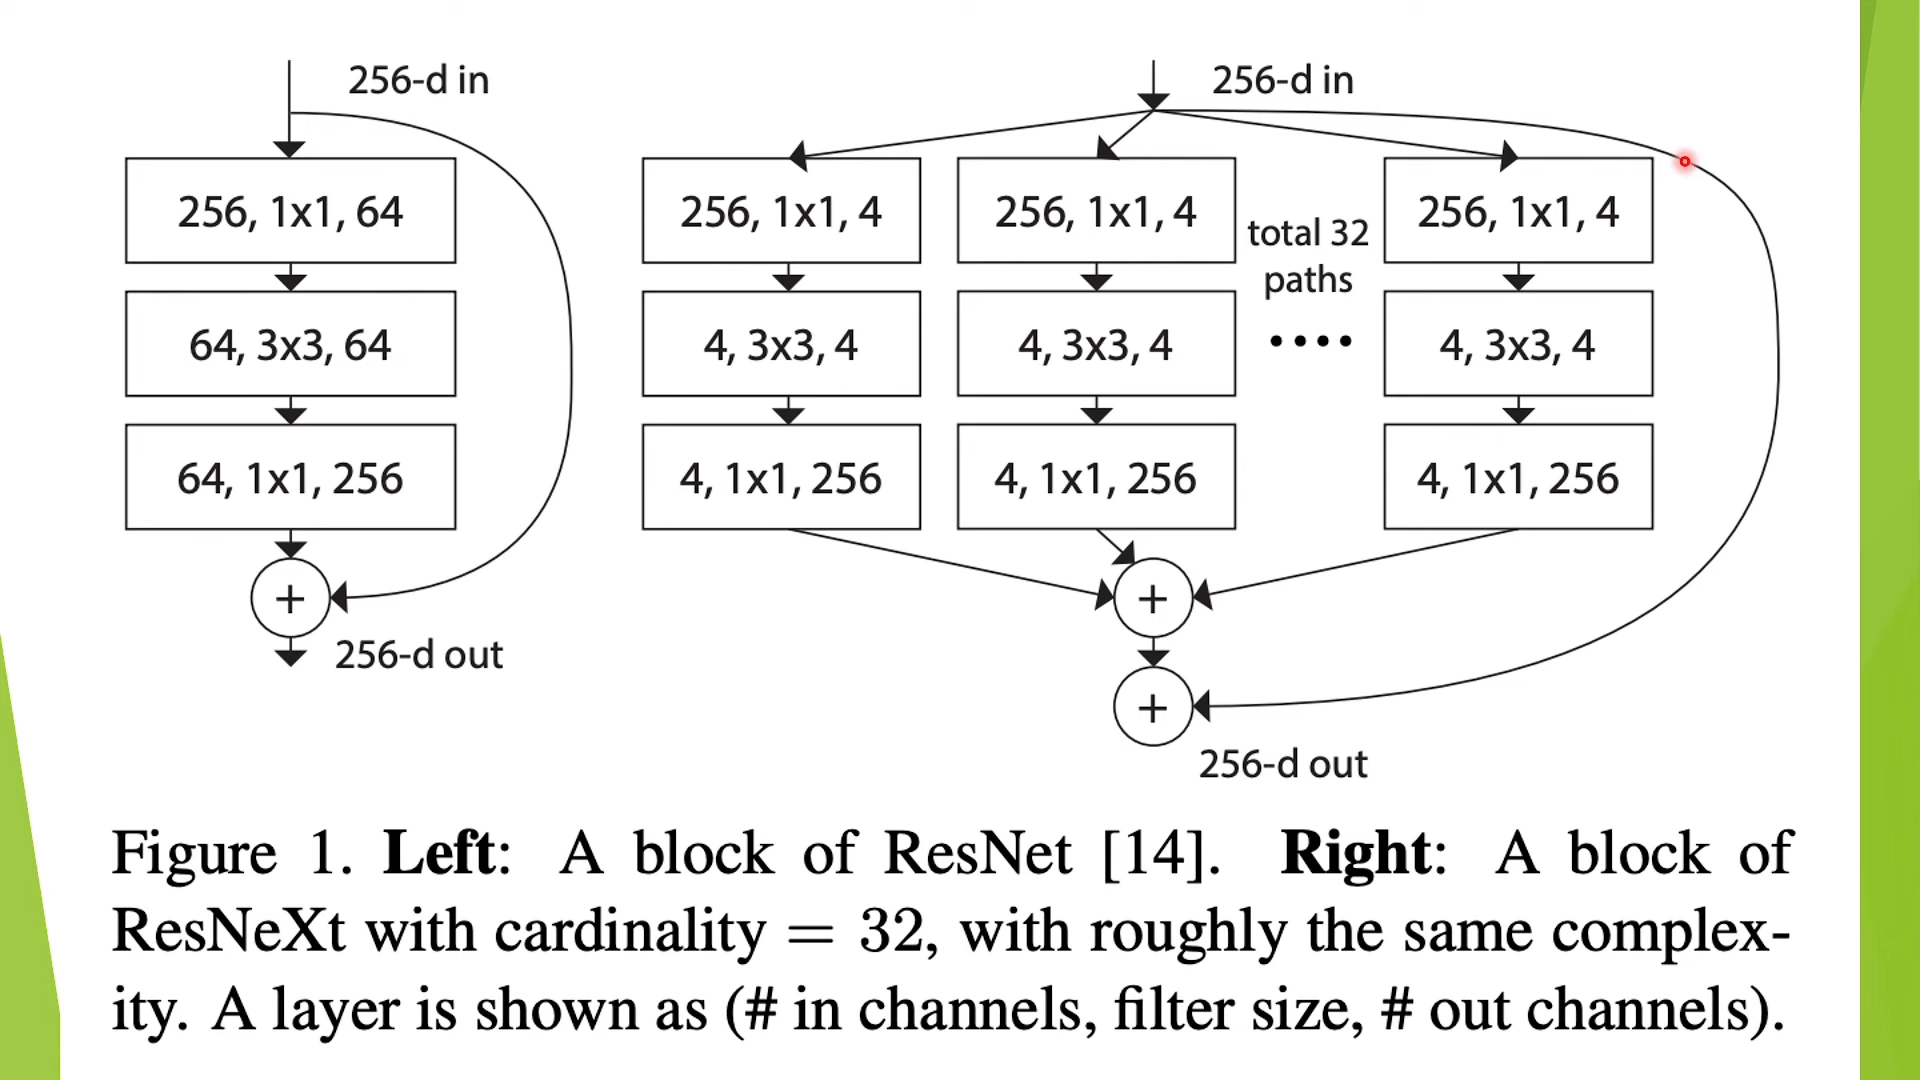 256-d in
256, 1x1, 64
64, 3x3, 64
64, 1x1, 256
+
256-d out
256-d in
256, 1x1, 4
256, 1x1, 4
total 32
paths
256, 1x1, 4
4, 3x3, 4
4, 3x3, 4
....
4, 3x3, 4
4, 1x1, 256
4, 1x1, 256
4, 1x1, 256
+
+
256-d out
Figure 1. Left: A block of ResNet [14]. Right: A block of
ResNeXt with cardinality = 32, with roughly the same complex-
ity. A layer is shown as (# in channels, filter size, # out channels).